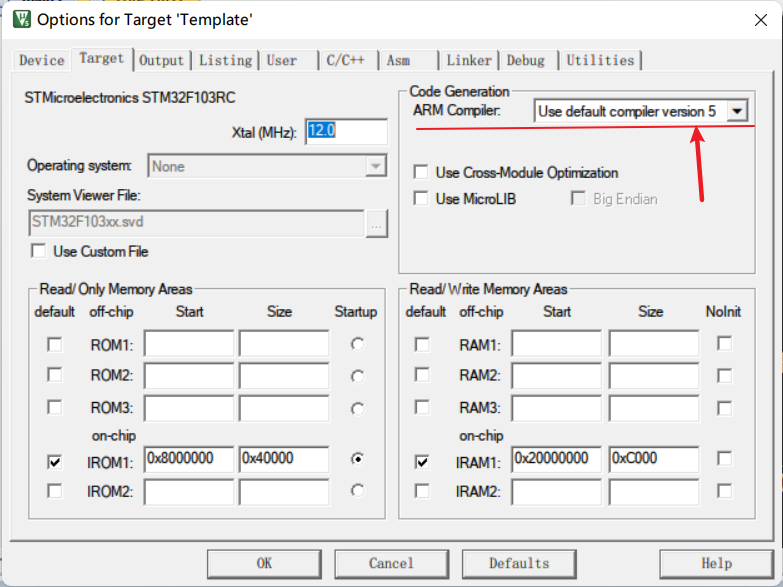 Options for Target 'Template'
Device Target Output Listing User C/C++ Asm Linker Debug Utilities
STMicroelectronics STM32F103RC
Xtal (MHz): 12.0
Operating system: None
System Viewer File:
STM32F103xx.svd ...
Use Custom File
Code Generation
ARM Compiler: Use default compiler version 5
Use Cross-Module Optimization
Use MicroLIB Big Endian
Read/Only Memory Areas
default off-chip Start Size Startup
ROM1:
ROM2:
ROM3:
on-chip
IROM1: 0x8000000 0x40000
IROM2:
Read/Write Memory Areas
default off-chip Start Size NoInit
RAM1:
RAM2:
RAM3:
on-chip
IRAM1: 0x20000000 0xC000
IRAM2:
OK Cancel Defaults Help